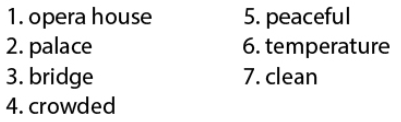 1. opera house
2. palace
3. bridge
4. crowded
5. peaceful
6. temperature
7. clean